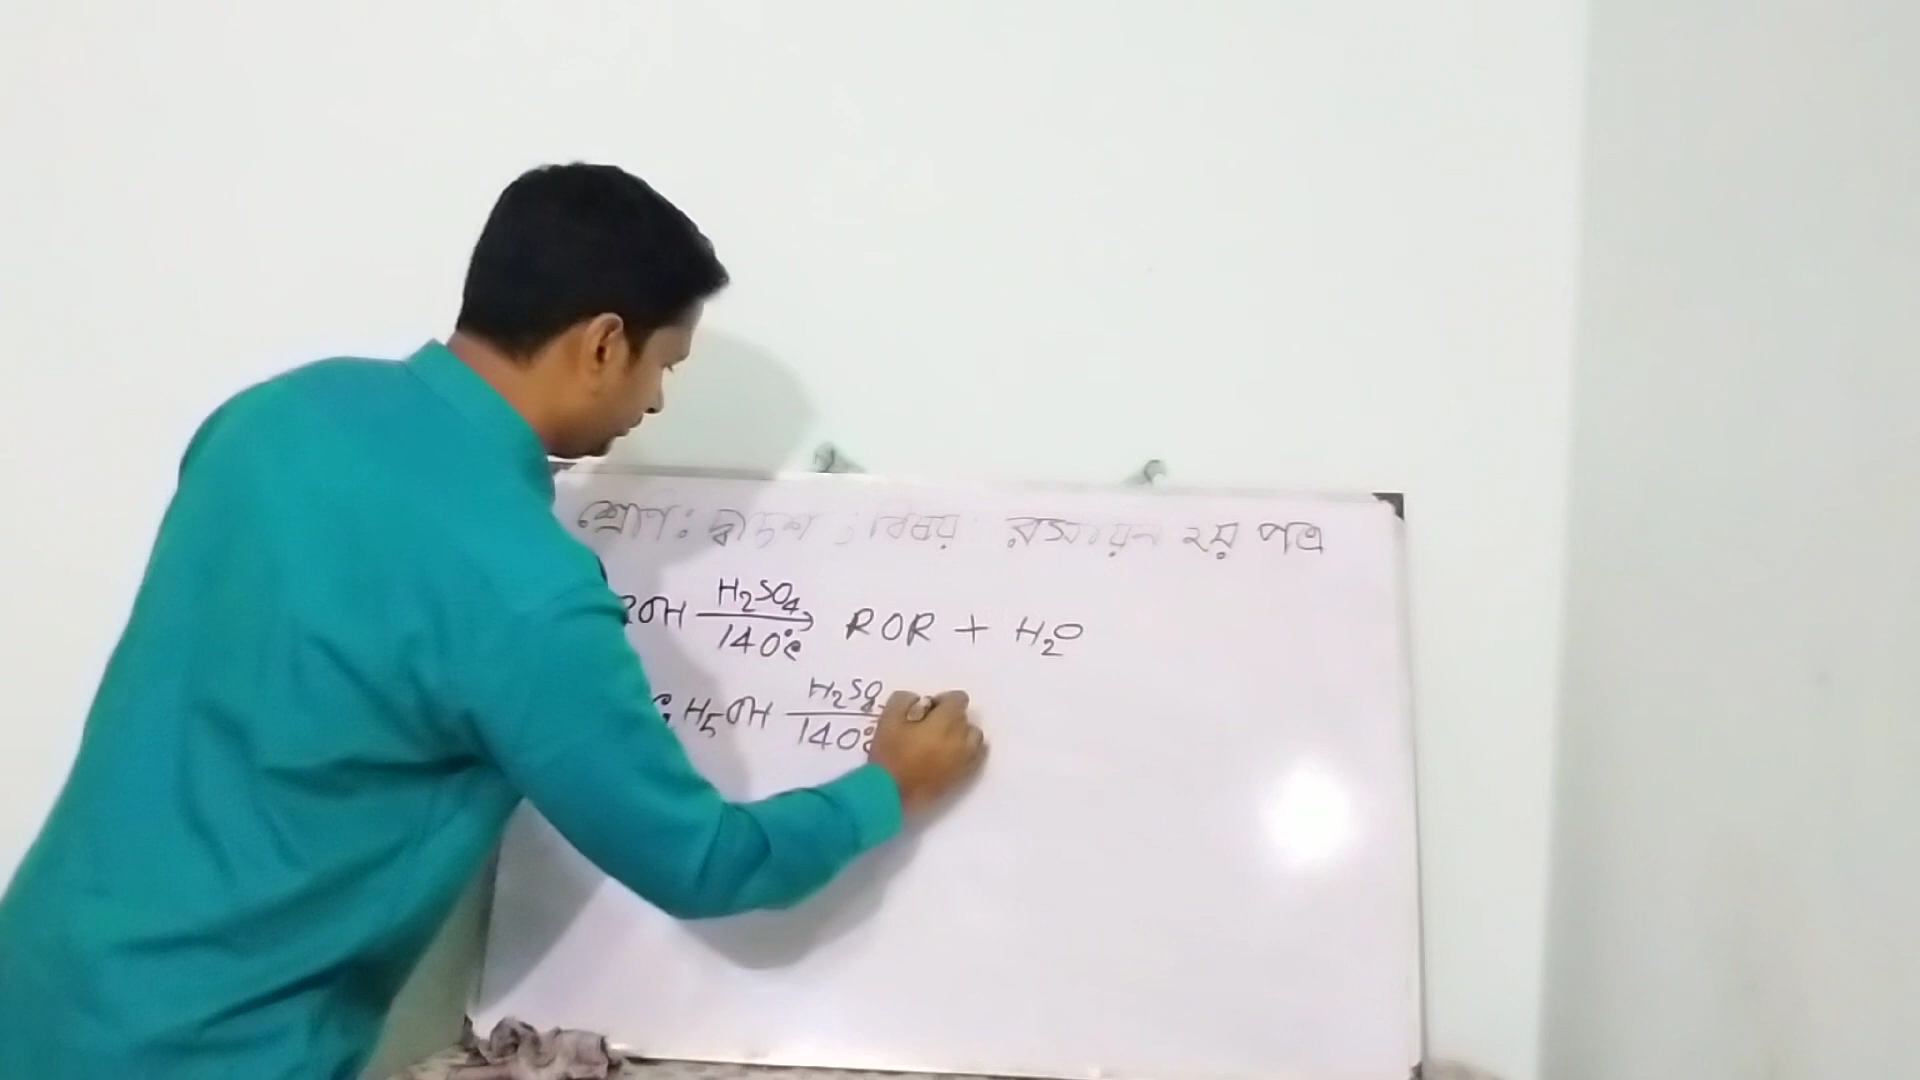 শ্রেণি: দ্বাদশ ; বিষয়: রসায়ন ২য় পত্র
ROH H₂SO₄ 140°C → ROR + H₂O
H₅OH H₂SO₄ 140°C